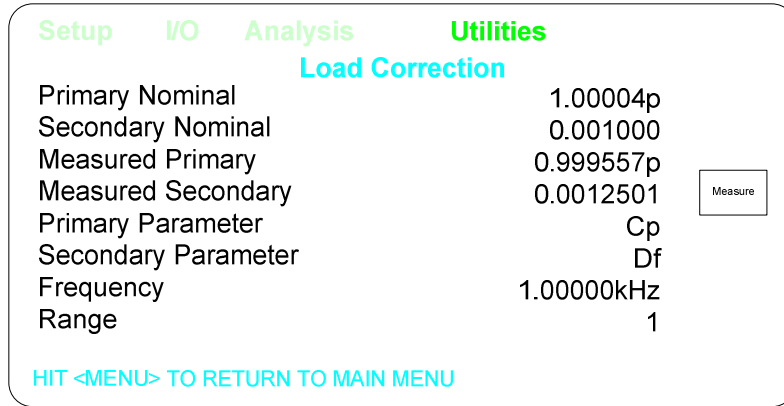 Setup I/O Analysis Utilities
Load Correction
Primary Nominal 1.00004p
Secondary Nominal 0.001000
Measured Primary 0.999557p
Measured Secondary 0.0012501
Measure
Primary Parameter Cp
Secondary Parameter Df
Frequency 1.00000kHz
Range 1
HIT <MENU> TO RETURN TO MAIN MENU